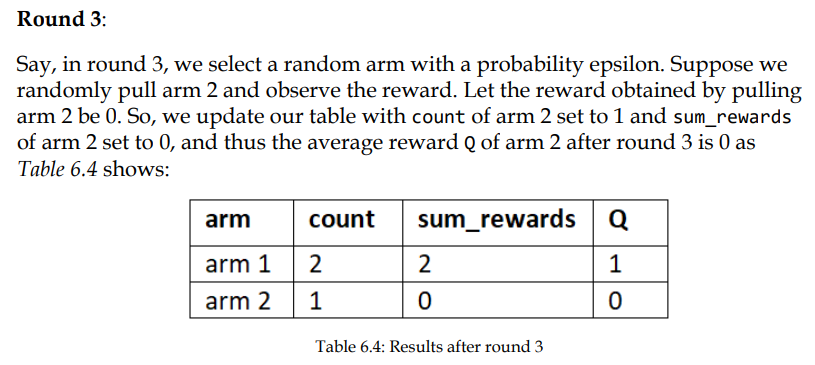 Round 3:
Say, in round 3, we select a random arm with a probability epsilon. Suppose we
randomly pull arm 2 and observe the reward. Let the reward obtained by pulling
arm 2 be 0. So, we update our table with count of arm 2 set to 1 and sum_rewards
of arm 2 set to 0, and thus the average reward Q of arm 2 after round 3 is 0 as
Table 6.4 shows:
arm count sum_rewards Q
arm 1 2 2 1
arm 2 1 0 0
Table 6.4: Results after round 3